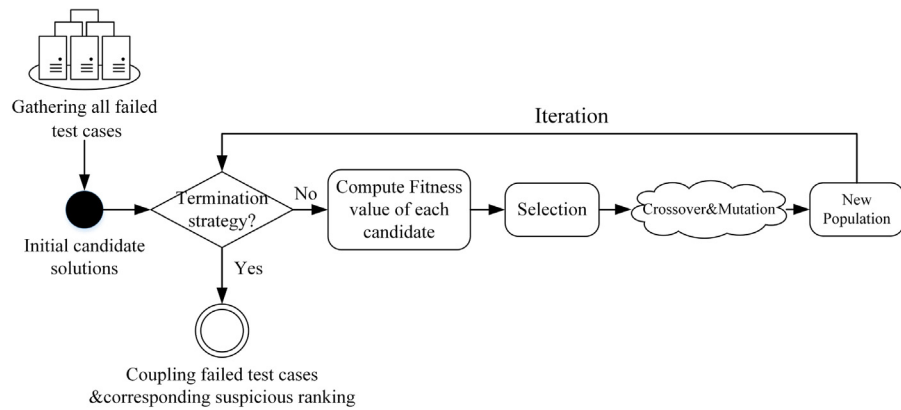 Gathering all failed
test cases
Iteration
Termination
strategy?
No
Compute Fitness
value of each
candidate
Selection
Crossover&Mutation
New
Population
Initial candidate
solutions
Yes
Coupling failed test cases
&corresponding suspicious ranking